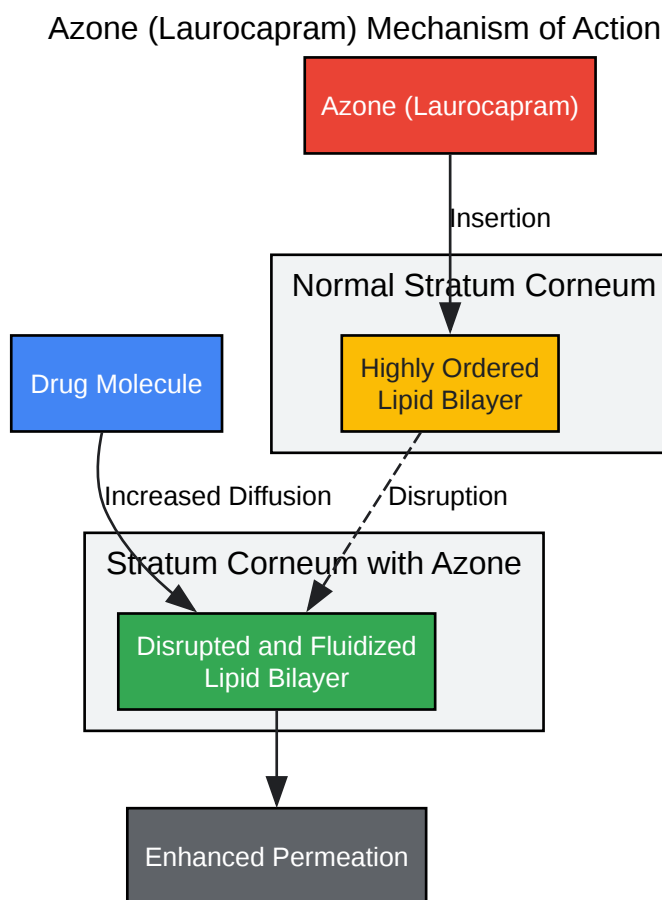 Azone (Laurocapram) Mechanism of Action
Azone (Laurocapram)
Insertion
Normal Stratum Corneum
Drug Molecule
Highly Ordered
Lipid Bilayer
Increased Diffusion
Disruption
Stratum Corneum with Azone
Disrupted and Fluidized
Lipid Bilayer
Enhanced Permeation